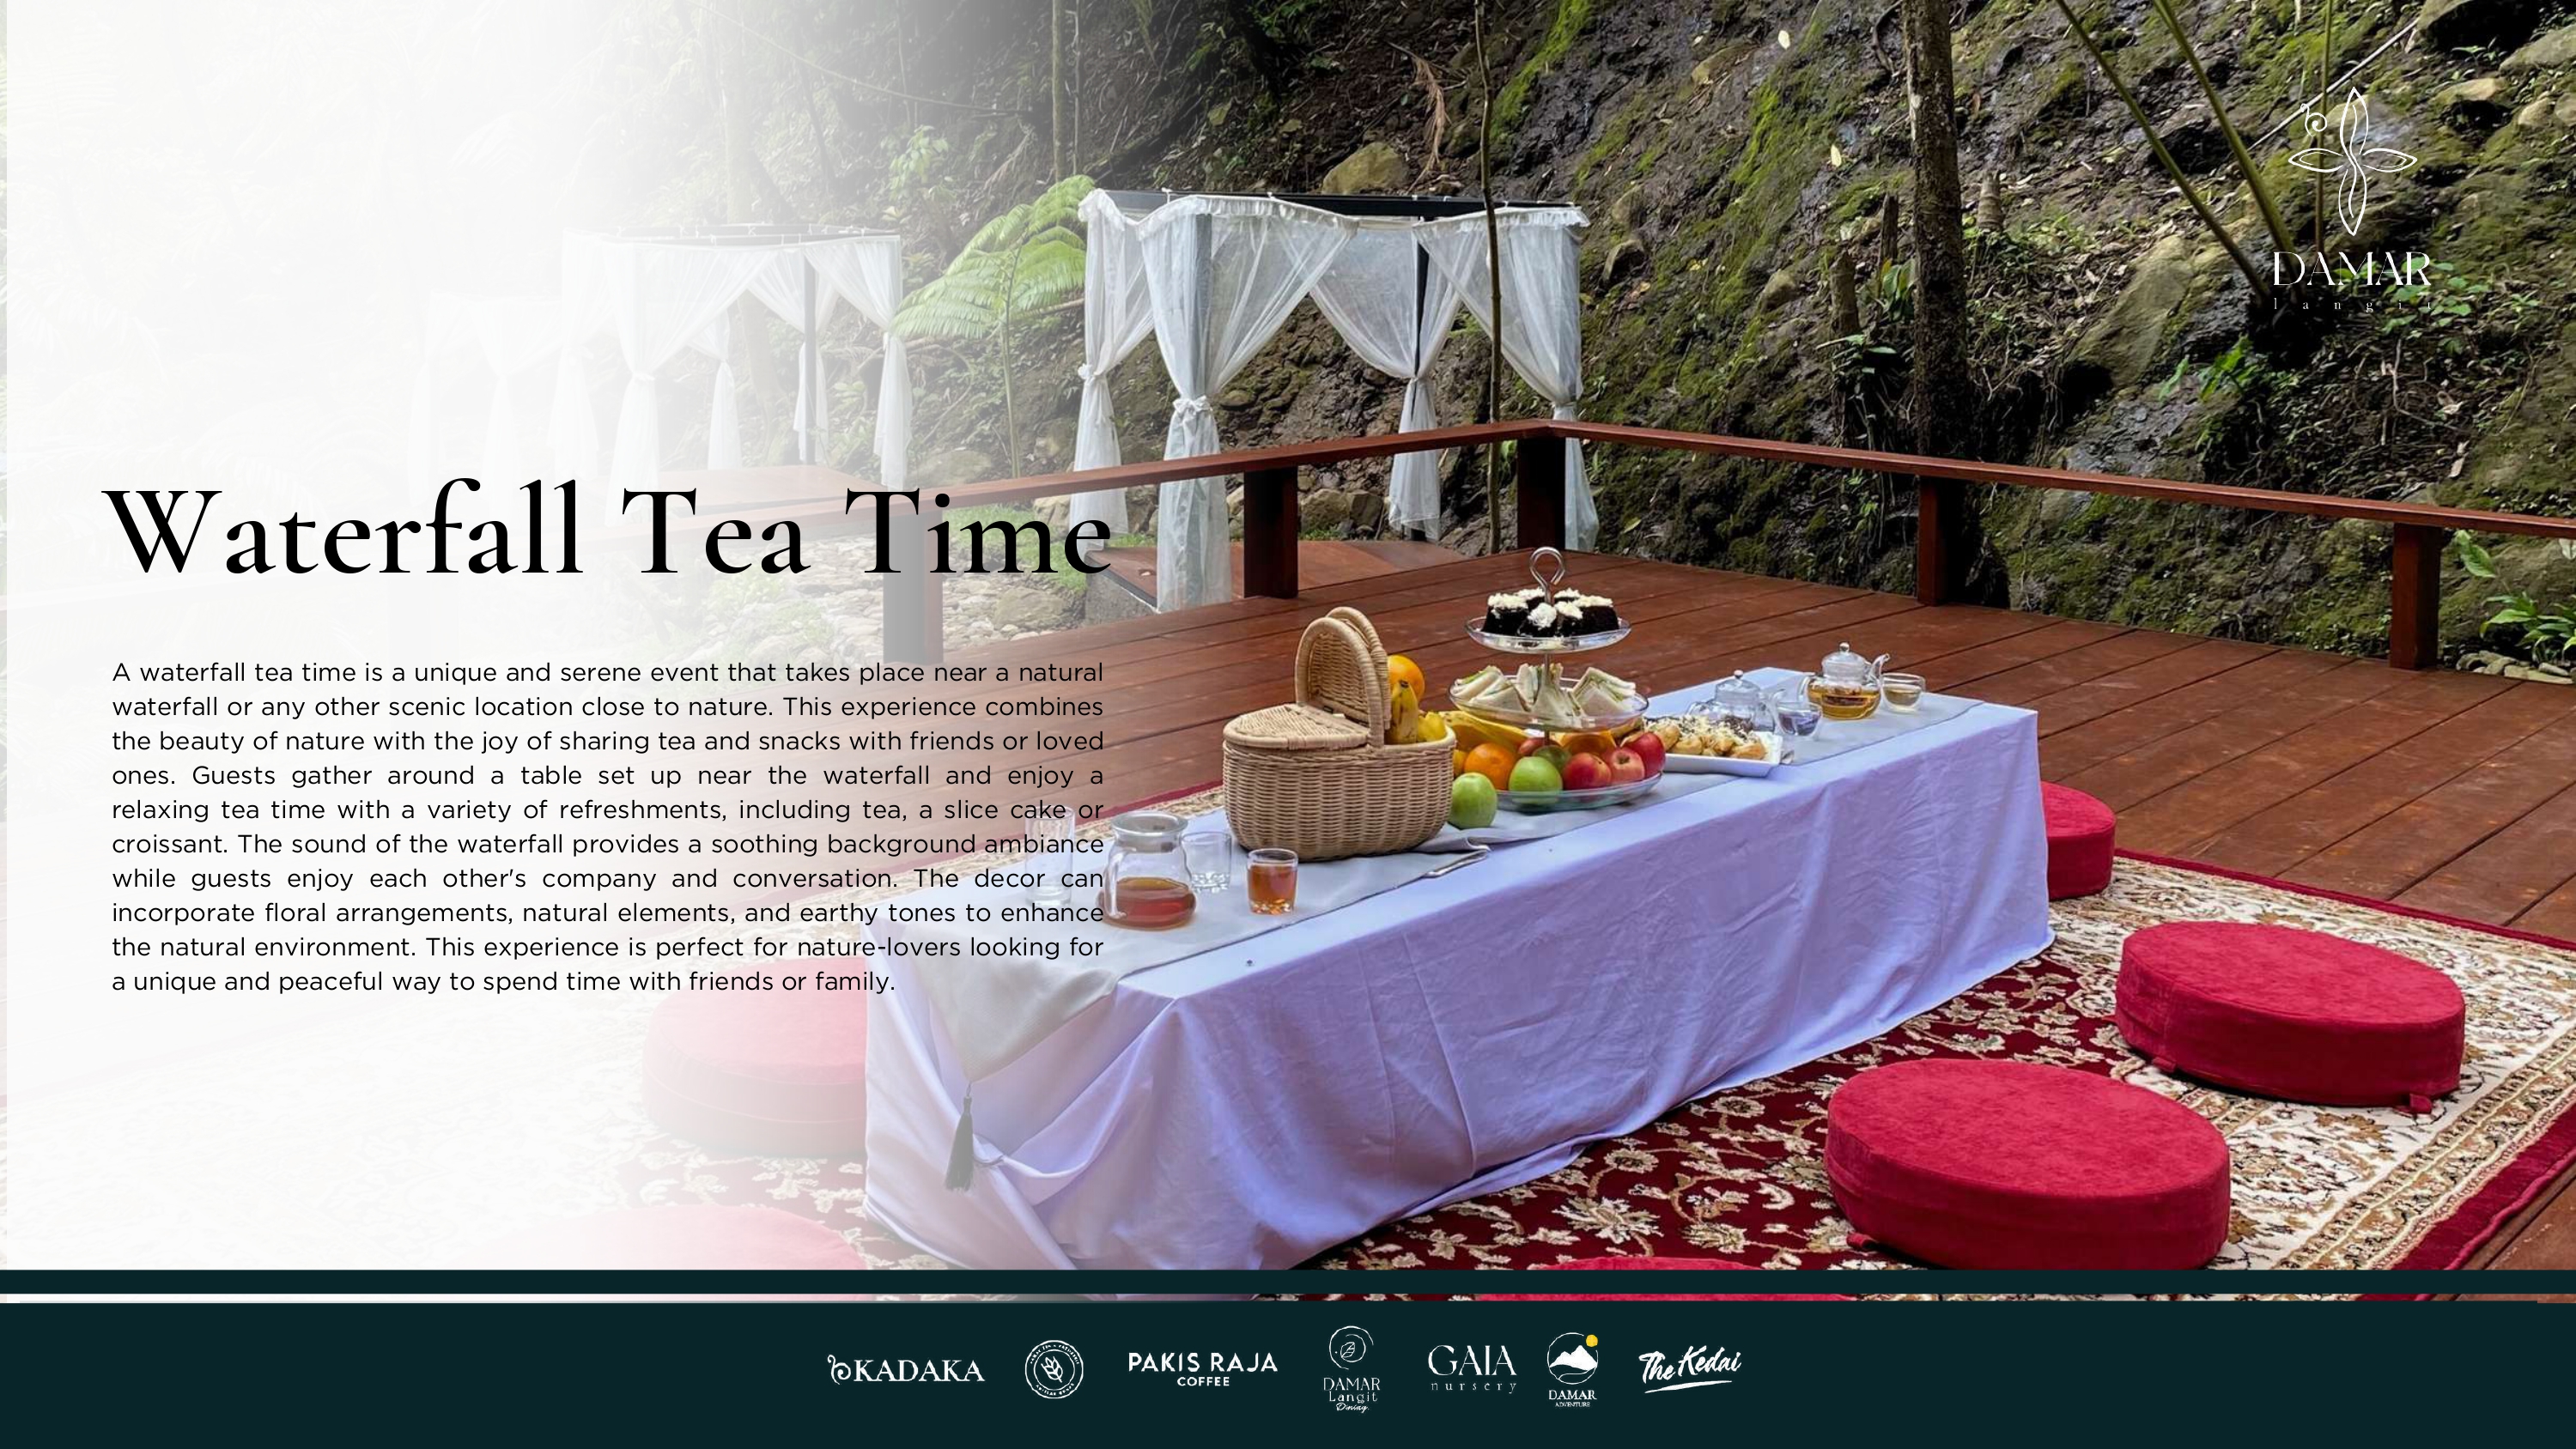 DAMAR
langit
Waterfall Tea Time
A waterfall tea time is a unique and serene event that takes place near a natural
waterfall or any other scenic location close to nature. This experience combines
the beauty of nature with the joy of sharing tea and snacks with friends or loved
ones. Guests gather around a table set up near the waterfall and enjoy a
relaxing tea time with a variety of refreshments, including tea, a slice cake or
croissant. The sound of the waterfall provides a soothing background ambiance
while guests enjoy each other's company and conversation. The decor can
incorporate floral arrangements, natural elements, and earthy tones to enhance
the natural environment. This experience is perfect for nature-lovers looking for
a unique and peaceful way to spend time with friends or family.
KADAKA
PAKIS RAJA
COFFEE
DAMAR
Langit
Dining
GAIA
nursery
DAMAR
ADVENTURE
The Kedai